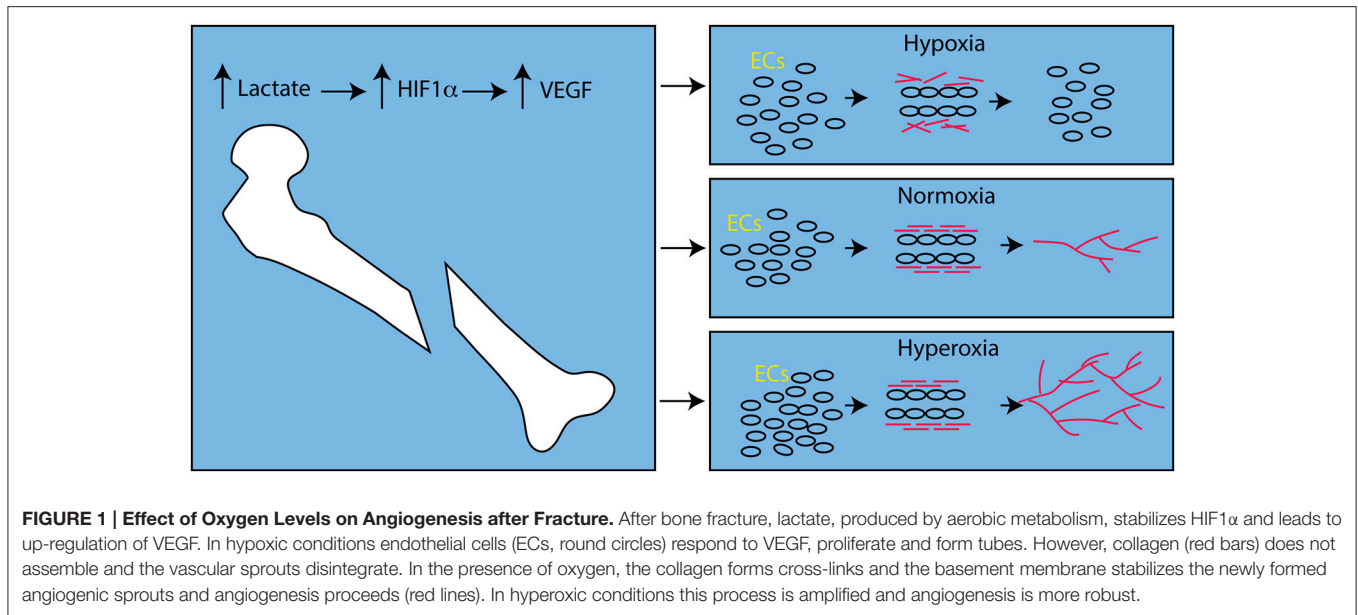 Lactate HIF1α VEGF
Hypoxia
ECs
Normoxia
ECs
Hyperoxia
ECs
FIGURE 1 | Effect of Oxygen Levels on Angiogenesis after Fracture. After bone fracture, lactate, produced by aerobic metabolism, stabilizes HIF1α and leads to
up-regulation of VEGF. In hypoxic conditions endothelial cells (ECs, round circles) respond to VEGF, proliferate and form tubes. However, collagen (red bars) does not
assemble and the vascular sprouts disintegrate. In the presence of oxygen, the collagen forms cross-links and the basement membrane stabilizes the newly formed
angiogenic sprouts and angiogenesis proceeds (red lines). In hyperoxic conditions this process is amplified and angiogenesis is more robust.